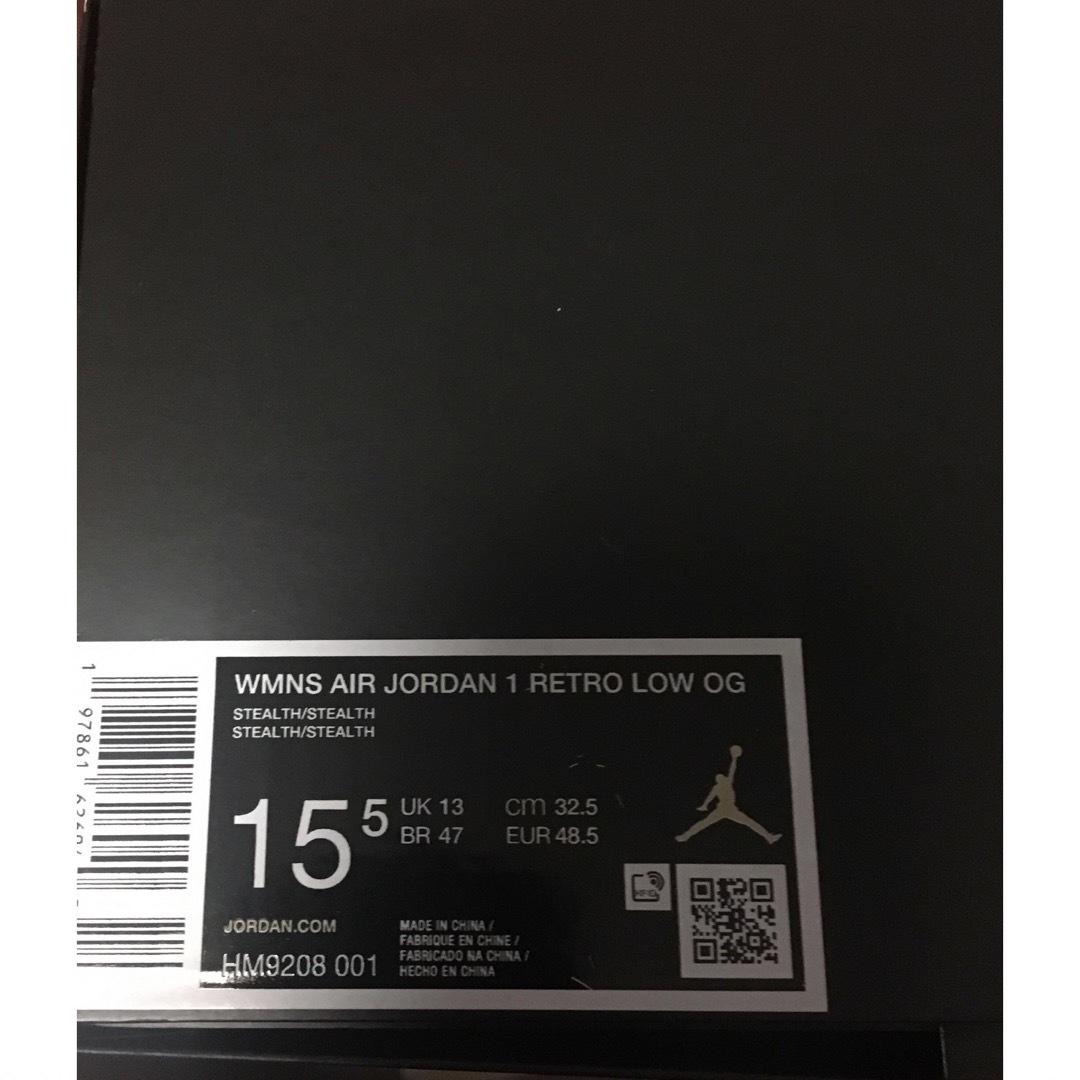 WMNS AIR JORDAN 1 RETRO LOW OG
STEALTH/STEALTH
STEALTH/STEALTH
15 5
UK 13 cm 32.5
BR 47 EUR 48.5
JORDAN.COM
HM9208 001
MADE IN CHINA /
FABRIQUE EN CHINE /
FABRICADO NA CHINA /
HECHO EN CHINA
1
97861